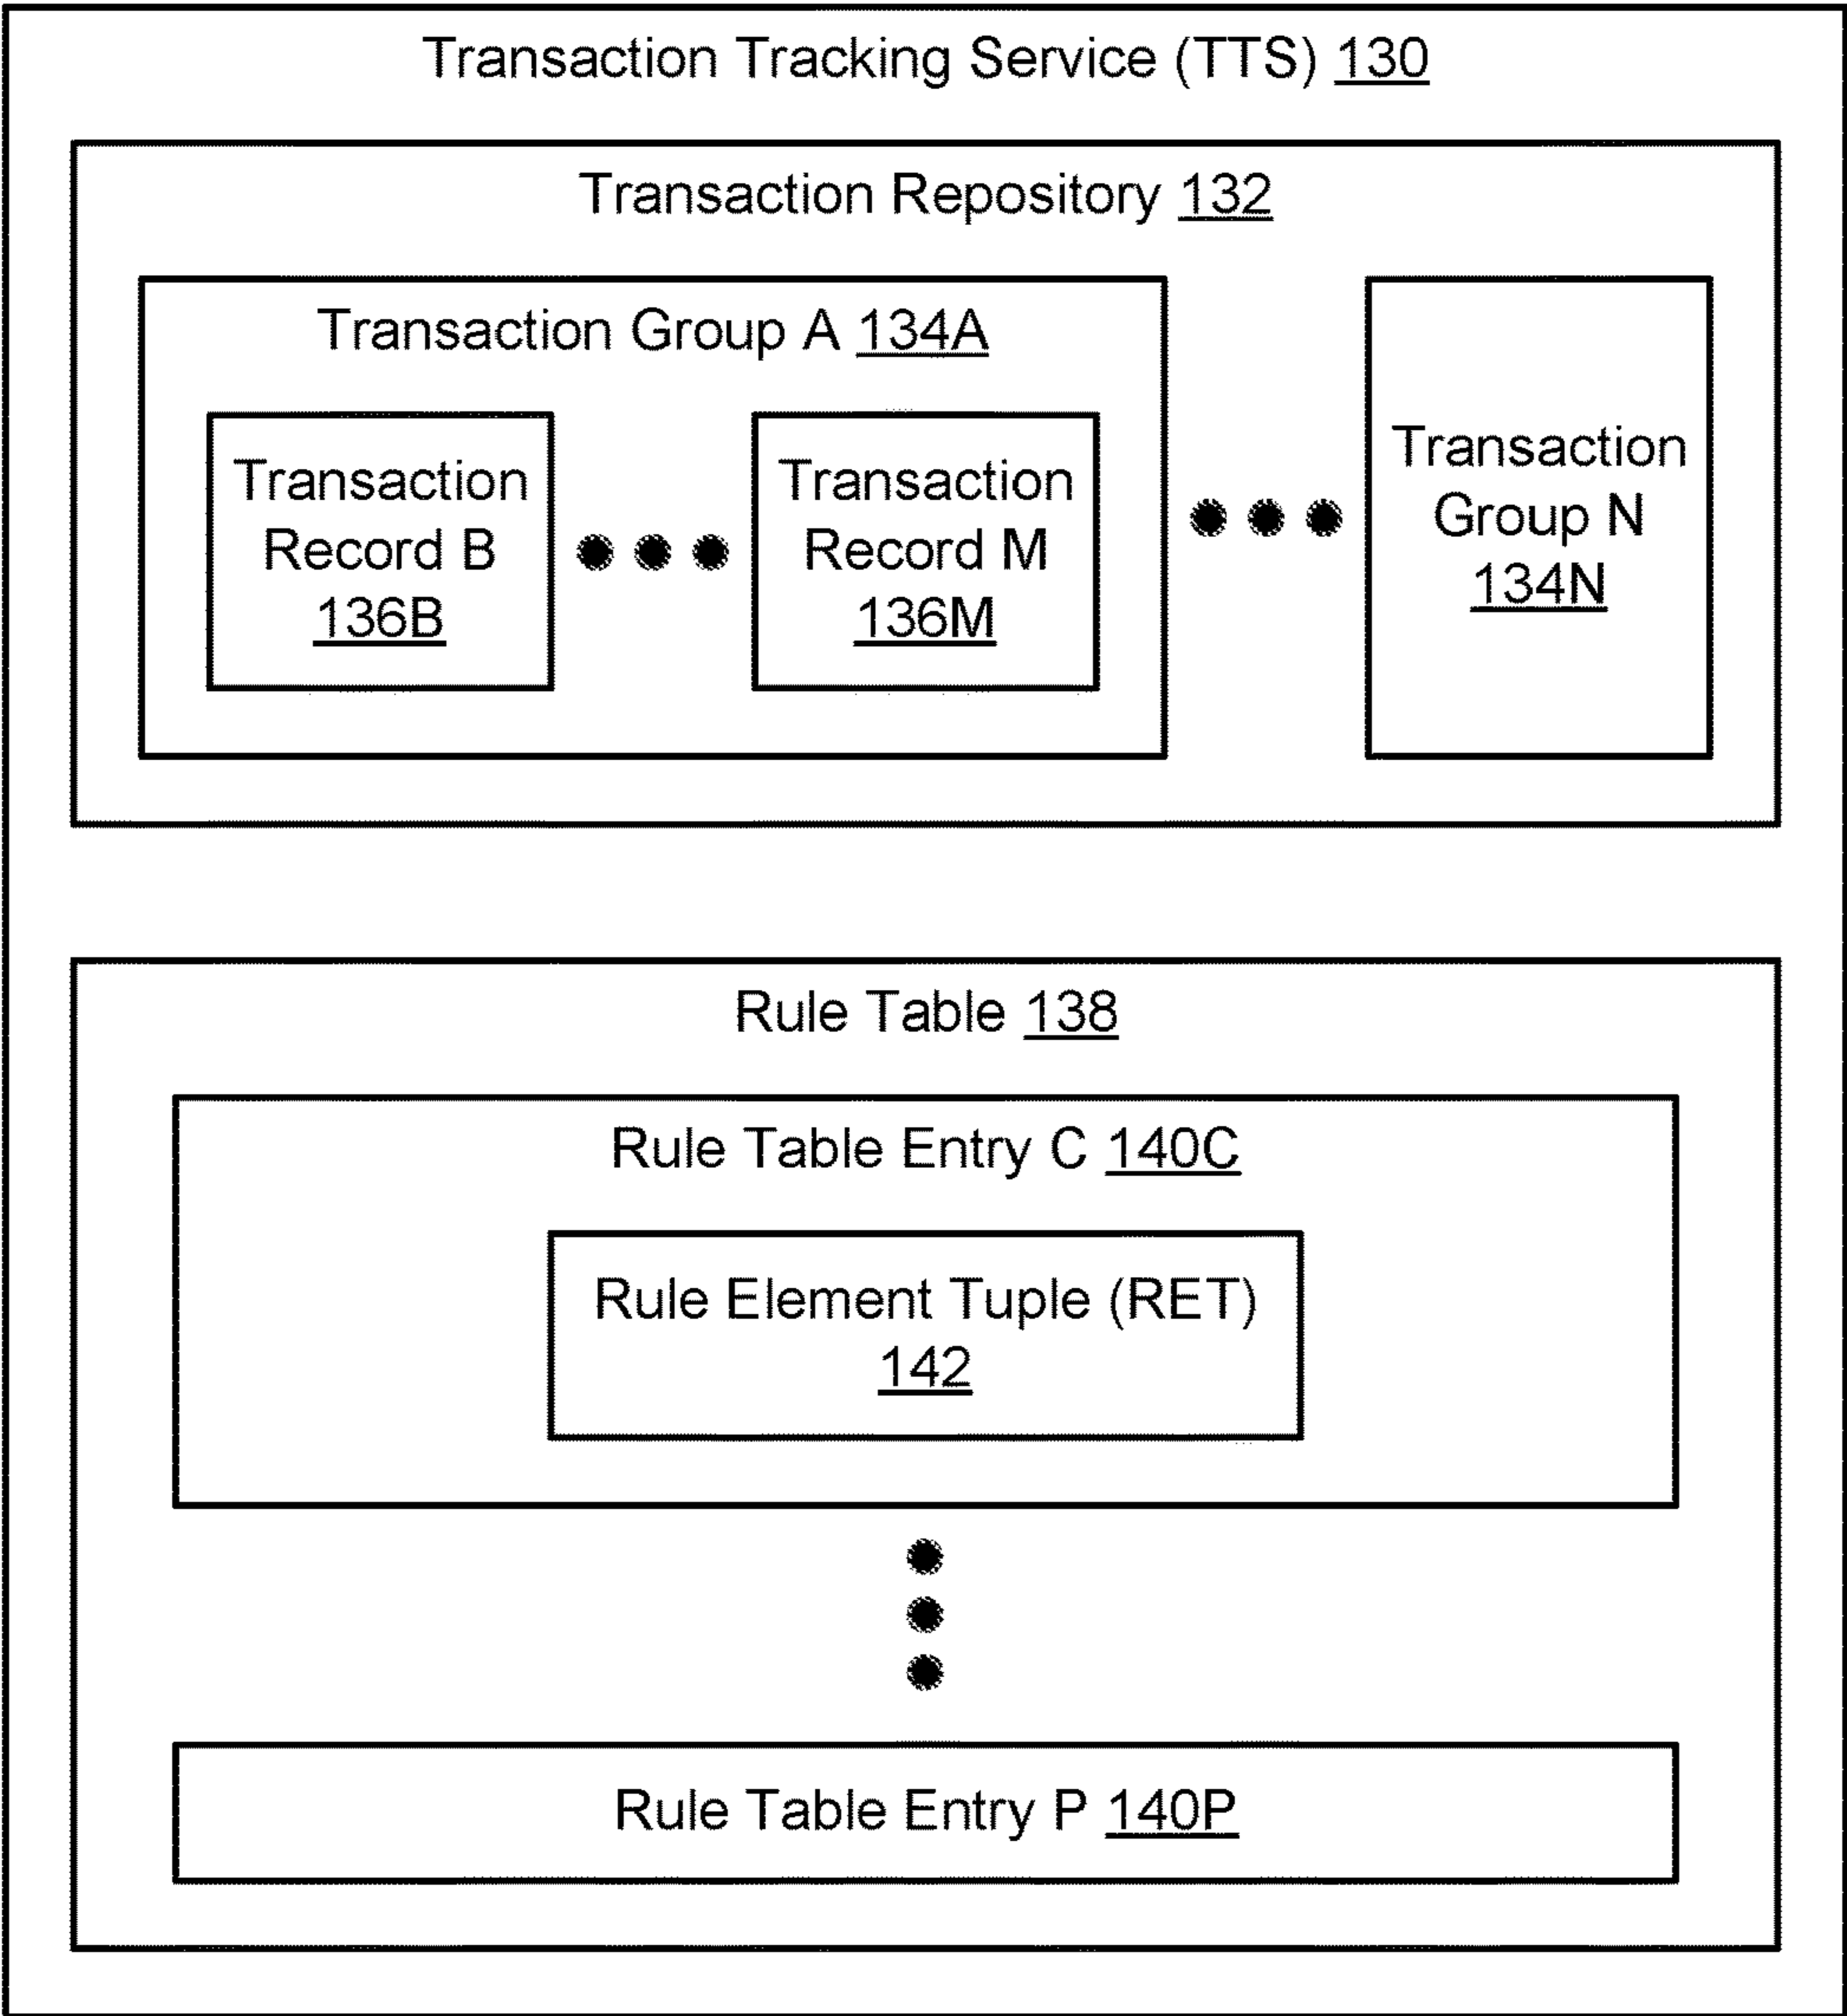 Transaction Tracking Service (TTS) 130
Transaction Repository 132
Transaction Group A 134A
Transaction
Record B
136B
Transaction
Record M
136M
Transaction
Group N
134N
Rule Table 138
Rule Table Entry C 140C
Rule Element Tuple (RET)
142
Rule Table Entry P 140P